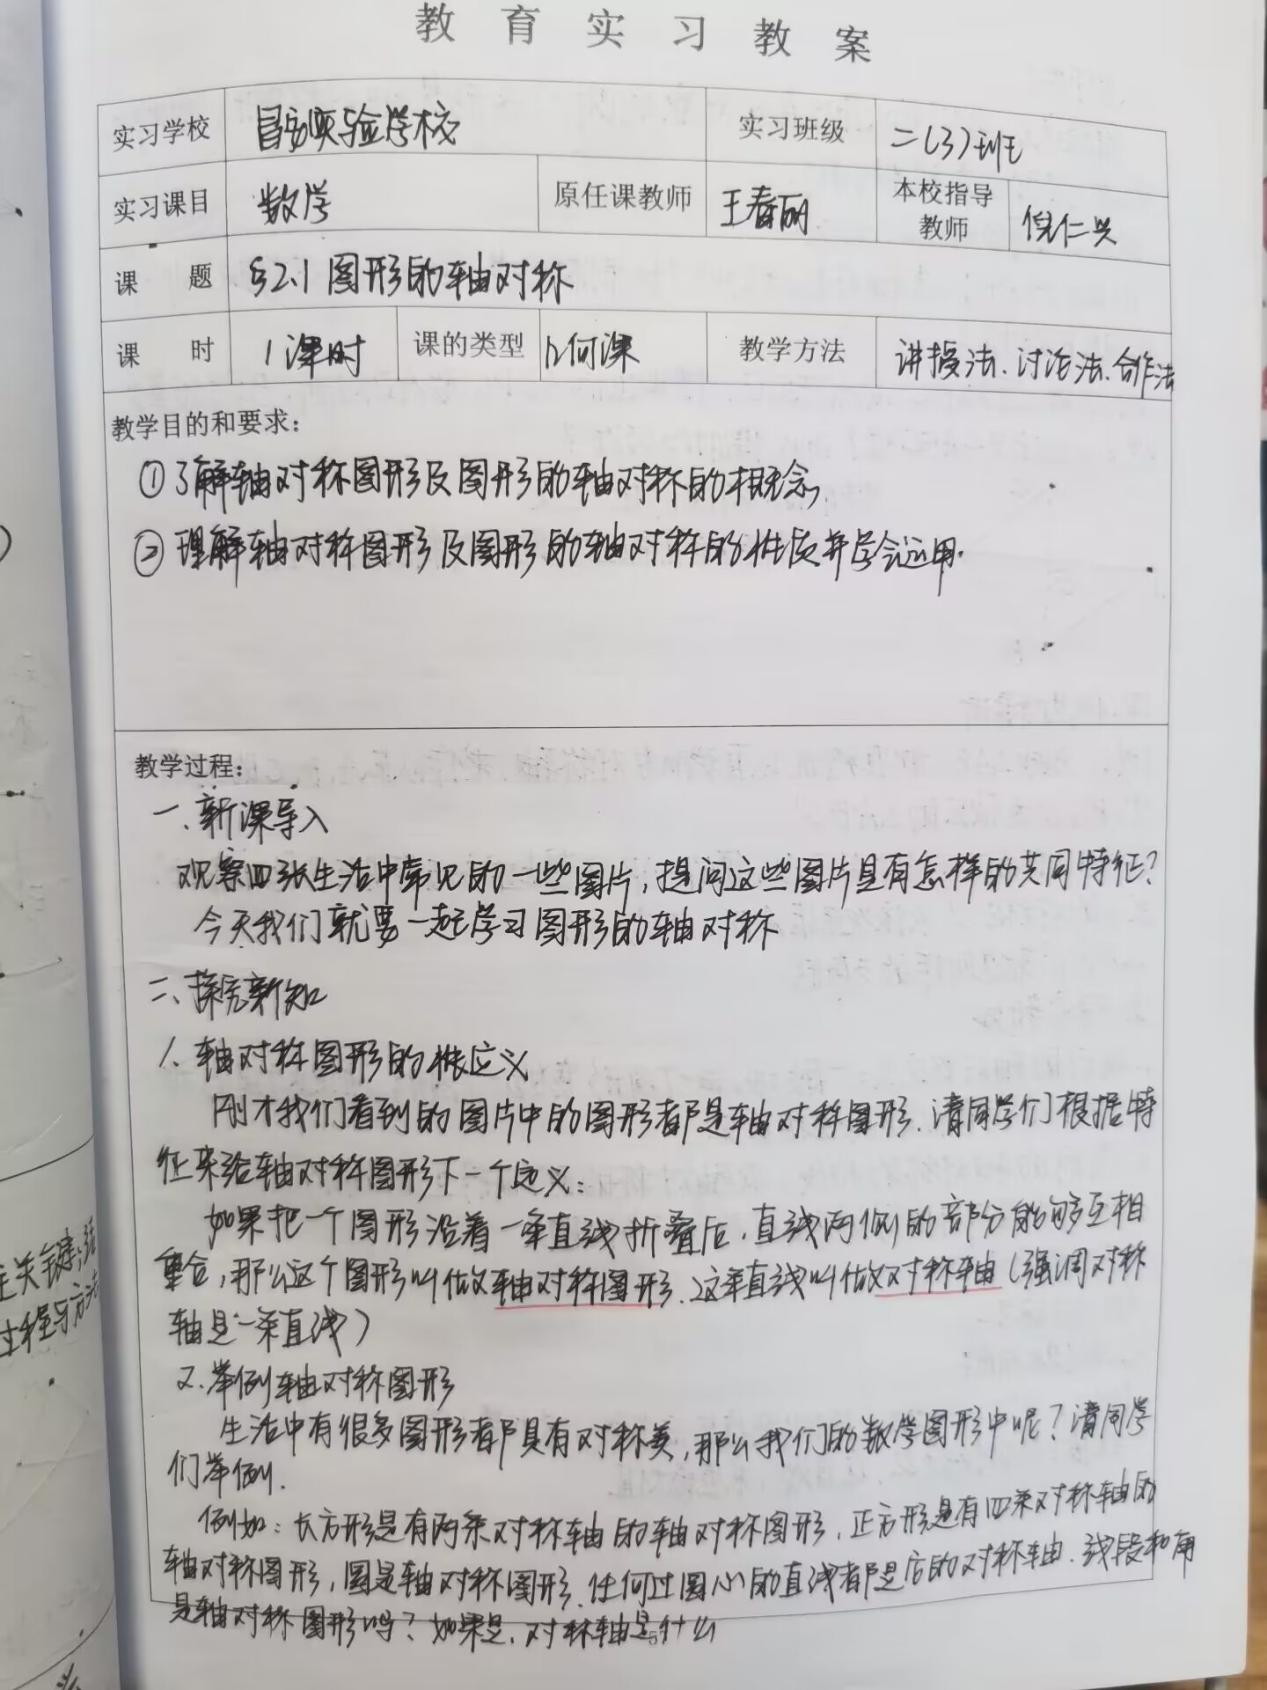 教育实习教案
实习学校 实验学校 实习班级 二(3)班
实习课目 数学 原任课教师 王春丽 本校指导教师 倪仁兴
课题 §2.1 图形的轴对称
课时 1课时 课的类型 几何课 教学方法 讲授法、讨论法、合作法
教学目的和要求:
①了解轴对称图形及图形的轴对称的概念,
②理解轴对称图形及图形的轴对称的性质并学会运用.
教学过程:
一、新课导入
观察四张生活中常见的一些图片,提问这些图片具有怎样的共同特征?
今天我们就要一起学习图形的轴对称
二、探究新知
1、轴对称图形的定义
刚才我们看到的图片中的图形都是轴对称图形.请同学们根据特
征来给轴对称图形下一个定义:
如果把一个图形沿着一条直线折叠后,直线两侧的部分能够互相
重合,那么这个图形叫做轴对称图形.这条直线叫做对称轴(强调对称
轴是一条直线)
2.举例轴对称图形
生活中有很多图形都具有对称美,那么我们的数学图形中呢?请同学
们举例.
例如:长方形是有两条对称轴的轴对称图形,正方形是有四条对称轴的
轴对称图形,圆是轴对称图形.任何过圆心的直线都是它的对称轴.线段和角
是轴对称图形吗?如果是,对称轴是什么
关键
过程与方法